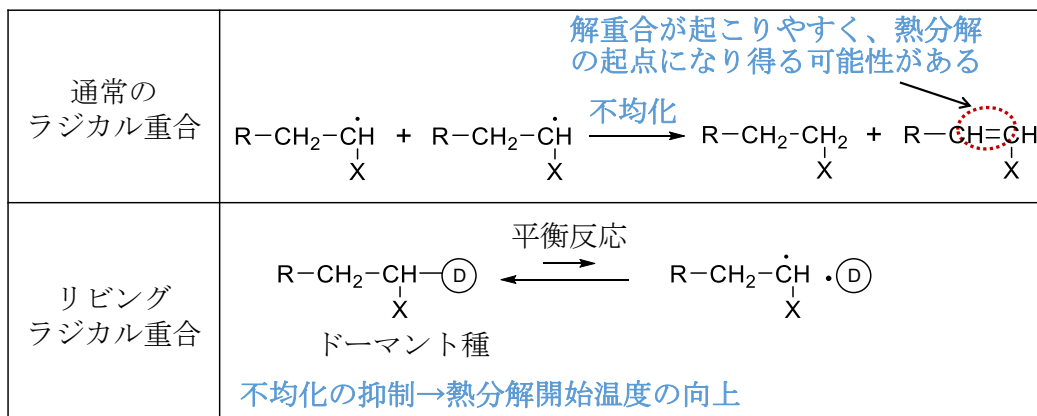 解重合が起こりやすく、熱分解
の起点になり得る可能性がある
通常の
ラジカル重合
不均化
R-CH₂-ĊH + R-CH₂-ĊH → R-CH₂-CH₂ + R-CH=CH
X X X X
平衡反応
R-CH₂-CH-D ⇄ R-CH₂-ĊH ・D
X X
リビング
ラジカル重合
ドーマント種
不均化の抑制→熱分解開始温度の向上